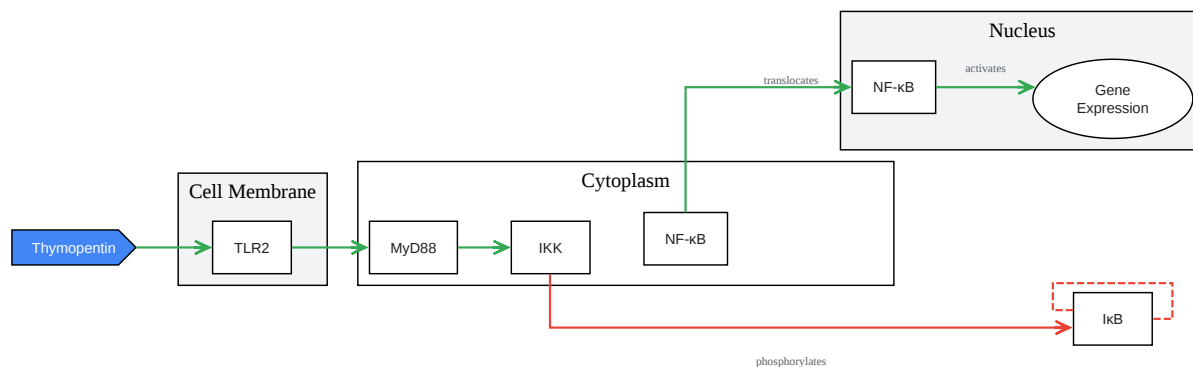 Nucleus
translocates
NF-κB
activates
Gene
Expression
Cell Membrane
Cytoplasm
Thymopentin
TLR2
MyD88
IKK
NF-κB
IκB
phosphorylates